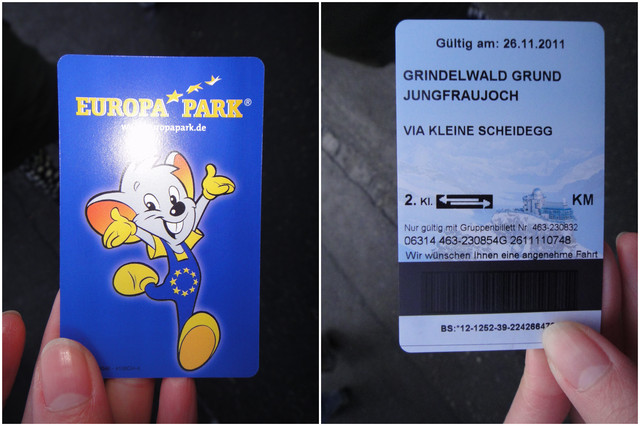 EUROPA PARK®
Gültig am: 26.11.2011
GRINDELWALD GRUND
JUNGFRAUJOCH
VIA KLEINE SCHEIDEGG
2. Kl. KM
Nur gültig mit Gruppenbillett Nr. 463-230832
06314 463-230854G 2611110748
Wir wünschen Ihnen eine angenehme Fahrt